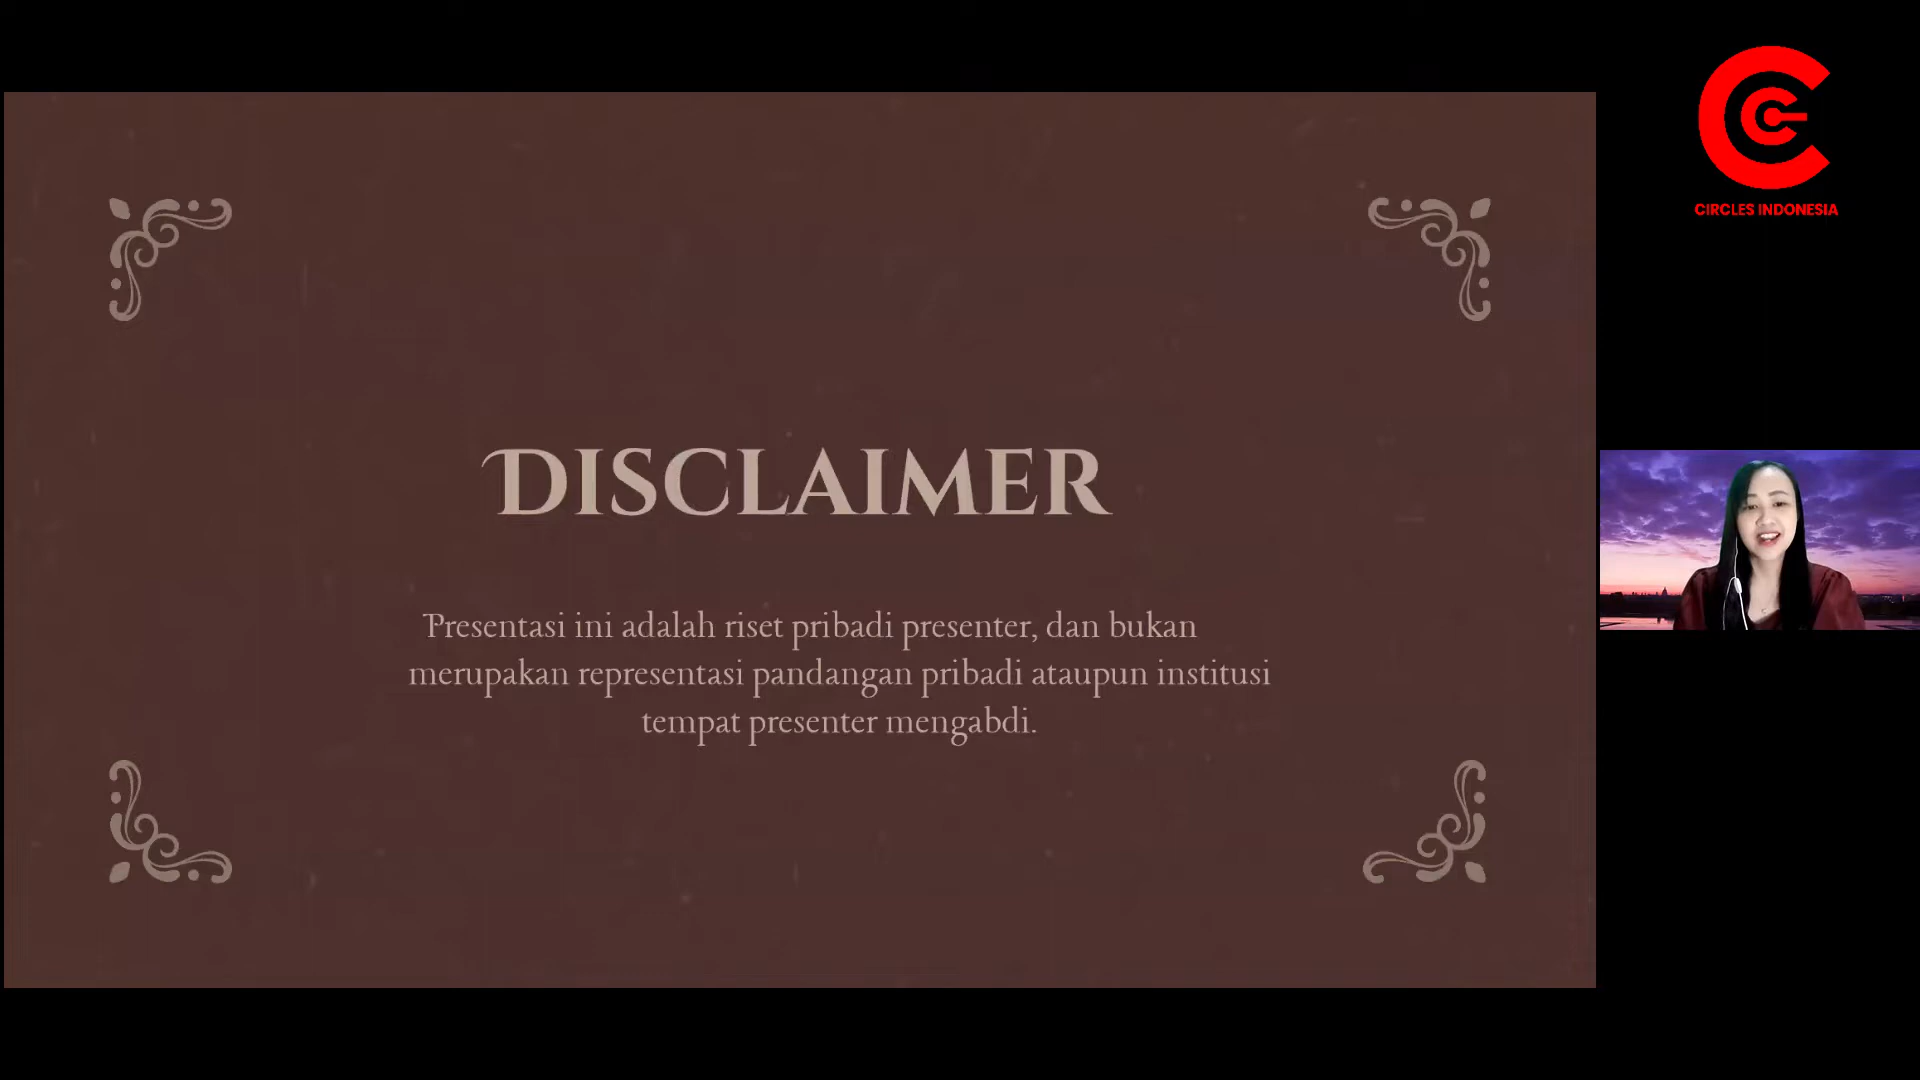 CIRCLES INDONESIA
DISCLAIMER
Presentasi ini adalah riset pribadi presenter, dan bukan
merupakan representasi pandangan pribadi ataupun institusi
tempat presenter mengabdi.